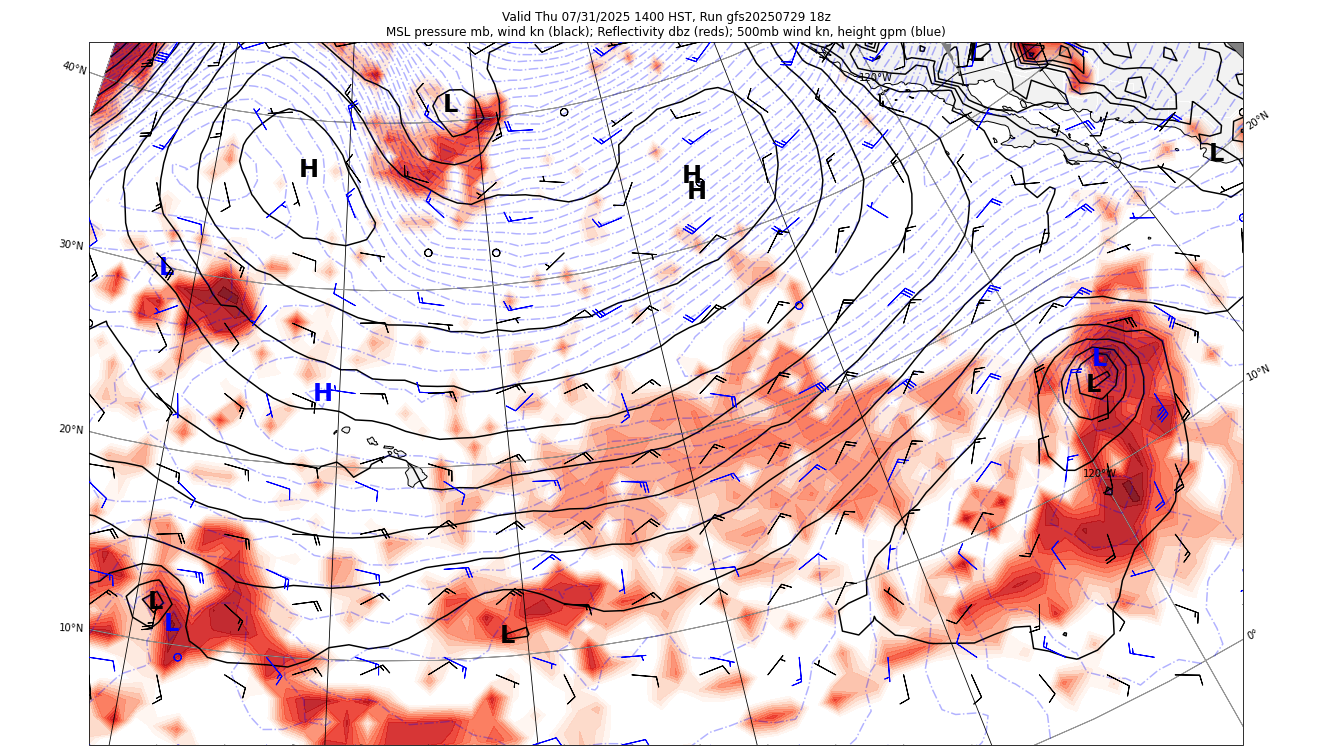 Valid Thu 07/31/2025 1400 HST, Run gfs20250729 18z
MSL pressure mb, wind kn (black); Reflectivity dbz (reds); 500mb wind kn, height gpm (blue)
L
40°N
120°W
L
20°N
L
H
H
H
30°N
L
L
10°N
L
H
20°N
120°W
L
L
10°N
L
0°